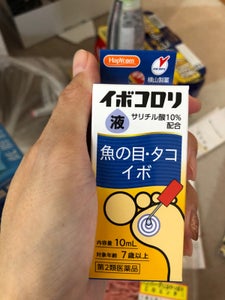 Hapycom
横山製薬
イボコロリ
液
サリチル酸10%
配合
魚の目・タコ
イボ
内容量 10mL
対象年齢 7歳以上
第2類医薬品